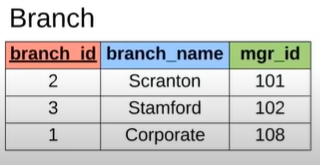 Branch
branch_id branch_name mgr_id
2 Scranton 101
3 Stamford 102
1 Corporate 108